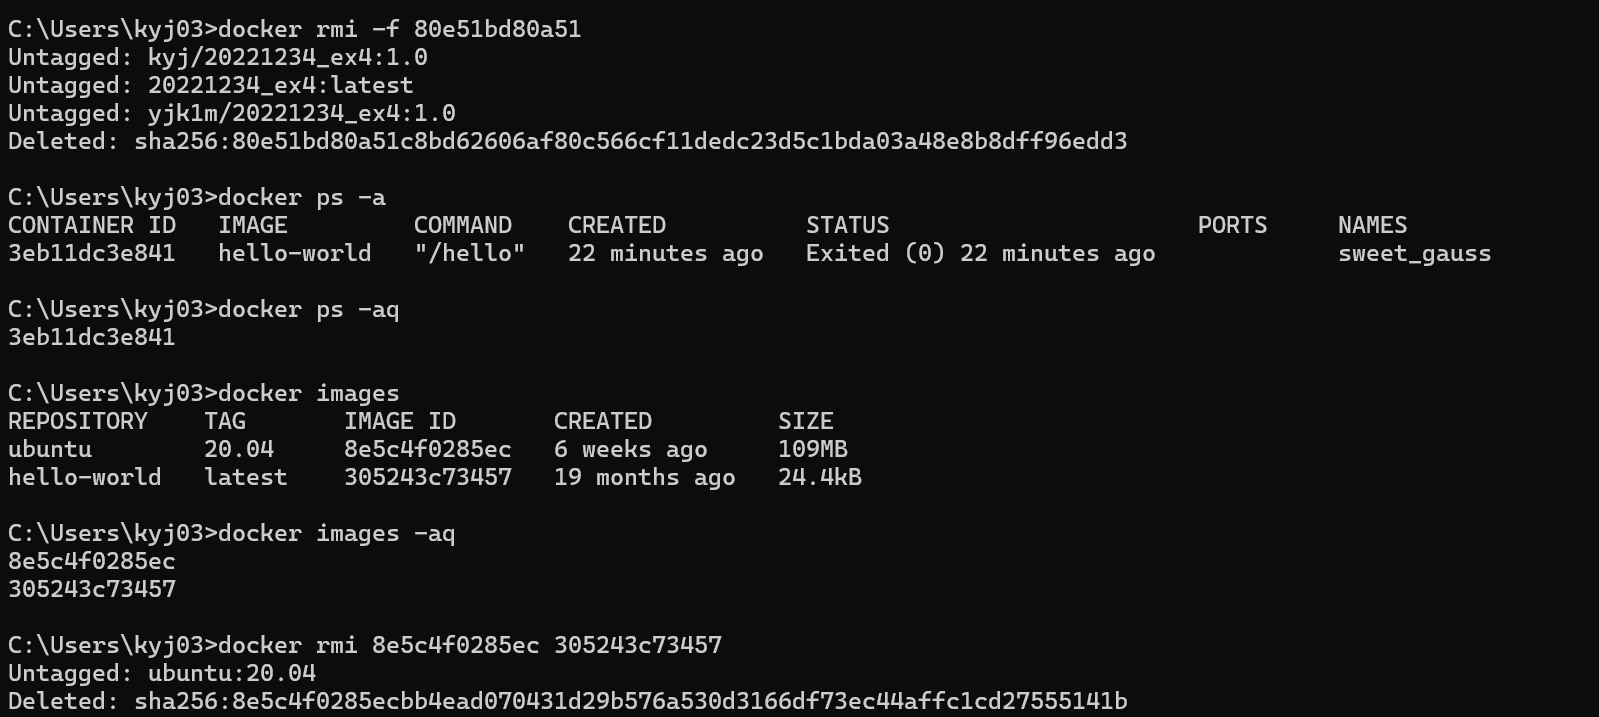 C:\Users\kyj03>docker rmi -f 80e51bd80a51
Untagged: kyj/20221234_ex4:1.0
Untagged: 20221234_ex4:latest
Untagged: yjk1m/20221234_ex4:1.0
Deleted: sha256:80e51bd80a51c8bd62606af80c566cf11dedc23d5c1bda03a48e8b8dff96edd3
C:\Users\kyj03>docker ps -a
CONTAINER ID   IMAGE         COMMAND    CREATED          STATUS                      PORTS     NAMES
3eb11dc3e841   hello-world   "/hello"   22 minutes ago   Exited (0) 22 minutes ago             sweet_gauss
C:\Users\kyj03>docker ps -aq
3eb11dc3e841
C:\Users\kyj03>docker images
REPOSITORY    TAG       IMAGE ID       CREATED         SIZE
ubuntu        20.04     8e5c4f0285ec   6 weeks ago     109MB
hello-world   latest    305243c73457   19 months ago   24.4kB
C:\Users\kyj03>docker images -aq
8e5c4f0285ec
305243c73457
C:\Users\kyj03>docker rmi 8e5c4f0285ec 305243c73457
Untagged: ubuntu:20.04
Deleted: sha256:8e5c4f0285ecbb4ead070431d29b576a530d3166df73ec44affc1cd27555141b